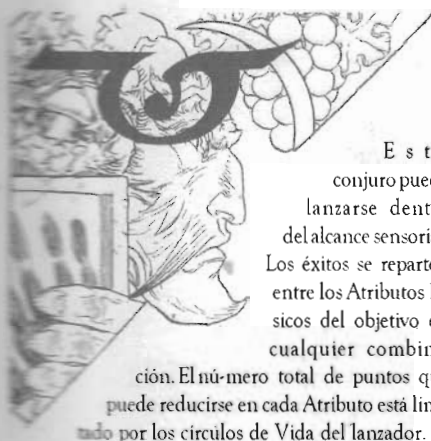 E s t
conjuro pue
lanzarse dent
del alcance sensori
Los éxitos se reparte
entre los Atributos
sicos del objetivo e
cualquier combin
ción. El nú-mero total de puntos q
puede reducirse en cada Atributo está lin
tado por los círculos de Vida del lanzador.